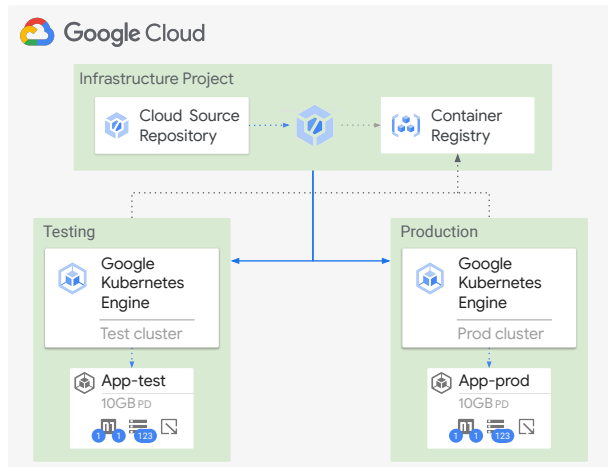 Google Cloud
Infrastructure Project
Cloud Source
Repository
Container
Registry
Testing
Google
Kubernetes
Engine
Test cluster
App-test
10GB PD
1 1 123
Production
Google
Kubernetes
Engine
Prod cluster
App-prod
10GB PD
1 1 123